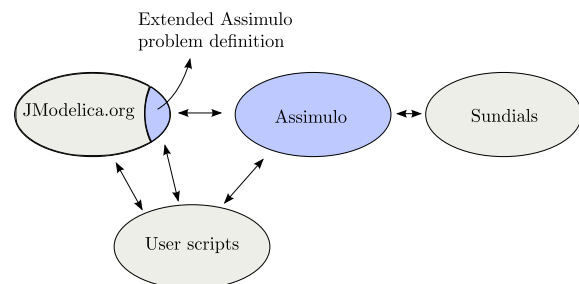 Extended Assimulo
problem definition
JModelica.org
Assimulo
Sundials
User scripts